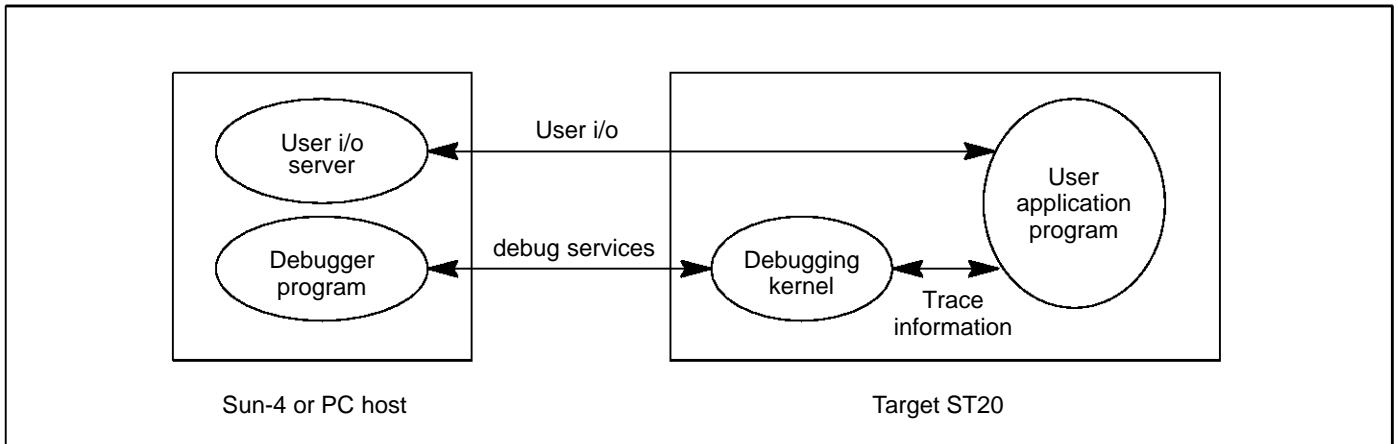 User i/o
server
User i/o
User
application
program
Debugger
program
debug services
Debugging
kernel
Trace
information
Sun-4 or PC host
Target ST20